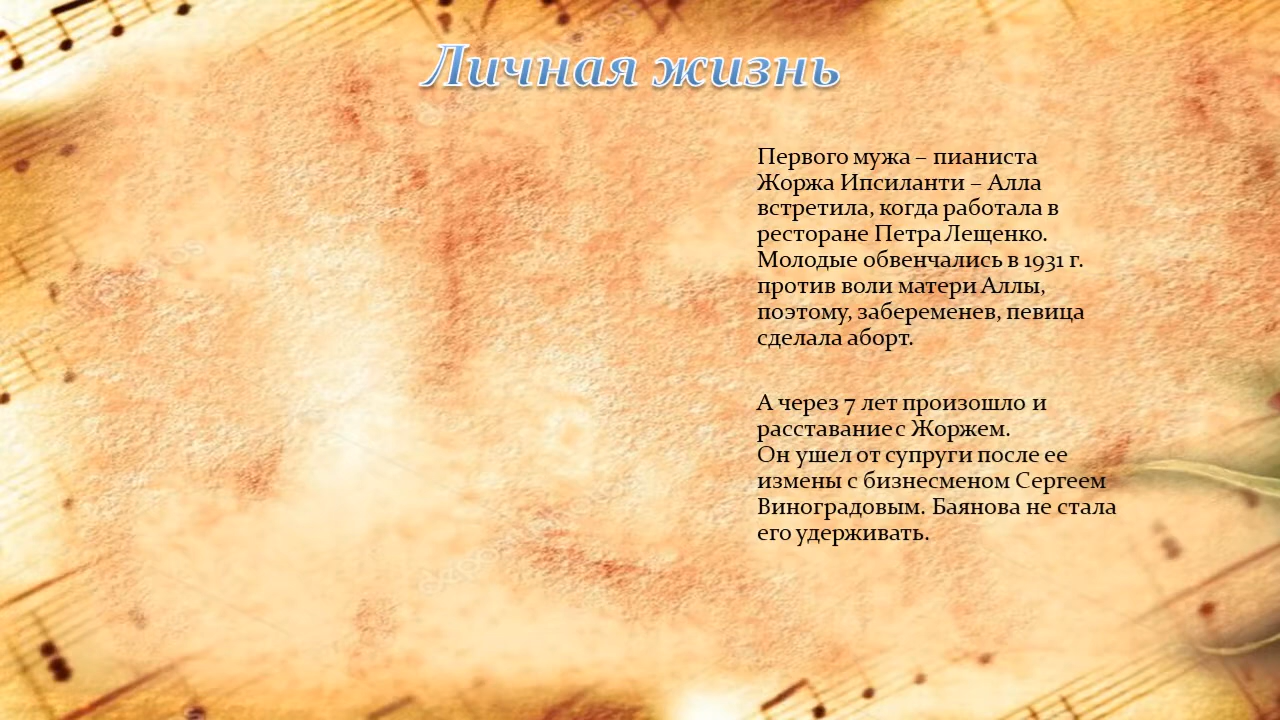 Личная жизнь
Первого мужа – пианиста
Жоржа Ипсиланти – Алла
встретила, когда работала в
ресторане Петра Лещенко.
Молодые обвенчались в 1931 г.
против воли матери Аллы,
поэтому, забеременев, певица
сделала аборт.
А через 7 лет произошло и
расставание с Жоржем.
Он ушел от супруги после ее
измены с бизнесменом Сергеем
Виноградовым. Баянова не стала
его удерживать.